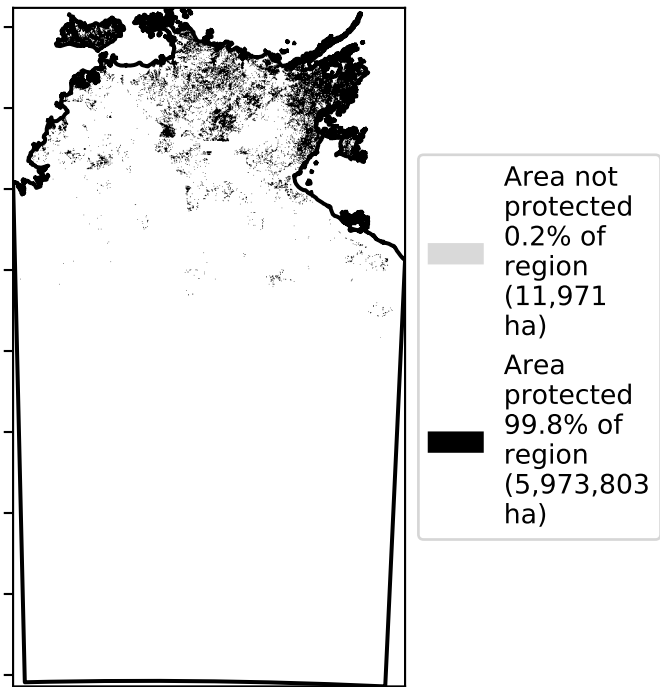 Area not
protected
0.2% of
region
(11,971
ha)
Area
protected
99.8% of
region
(5,973,803
ha)